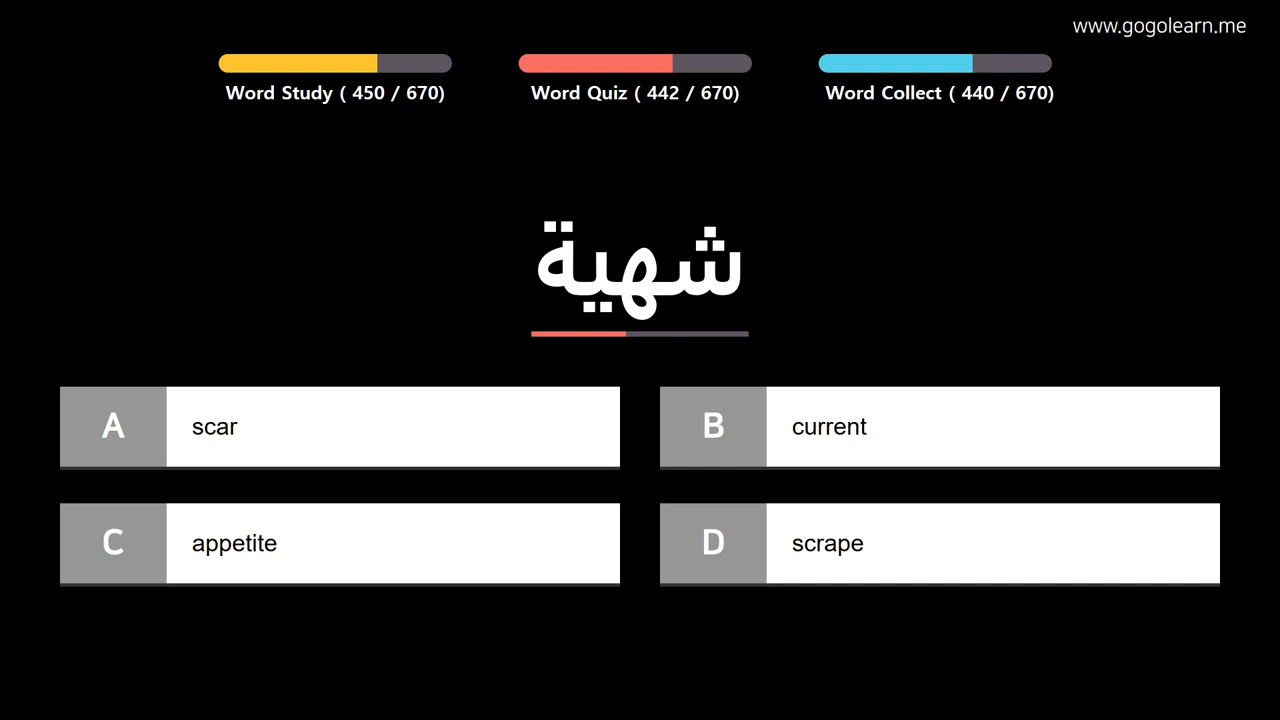 www.gogolearn.me
Word Study ( 450 / 670)
Word Quiz ( 442 / 670)
Word Collect ( 440 / 670)
شهية
A scar
B current
C appetite
D scrape